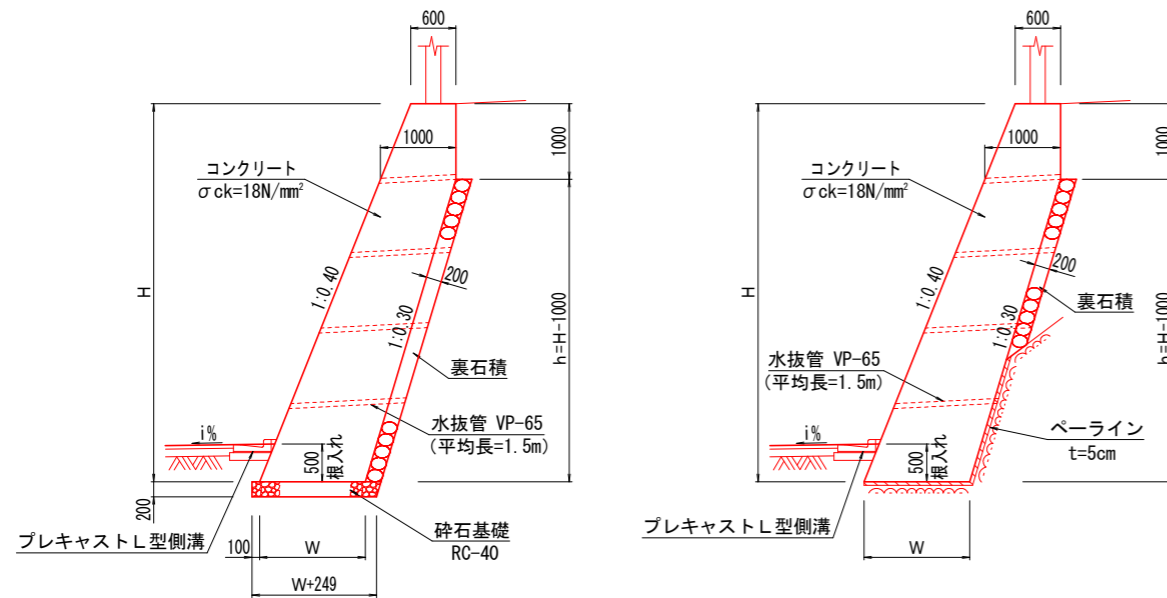 600
1000
1000
コンクリート
σck=18N/mm²
H
1:0.40
200
1:0.30
h=H-1000
裏石積
水抜管 VP-65
(平均長=1.5m)
i%
500
根入れ
200
プレキャストL型側溝
100
W
W+249
砕石基礎
RC-40
600
1000
1000
コンクリート
σck=18N/mm²
H
1:0.40
200
1:0.30
h=H-1000
裏石積
水抜管 VP-65
(平均長=1.5m)
i%
500
根入れ
ペーライン
t=5cm
プレキャストL型側溝
W